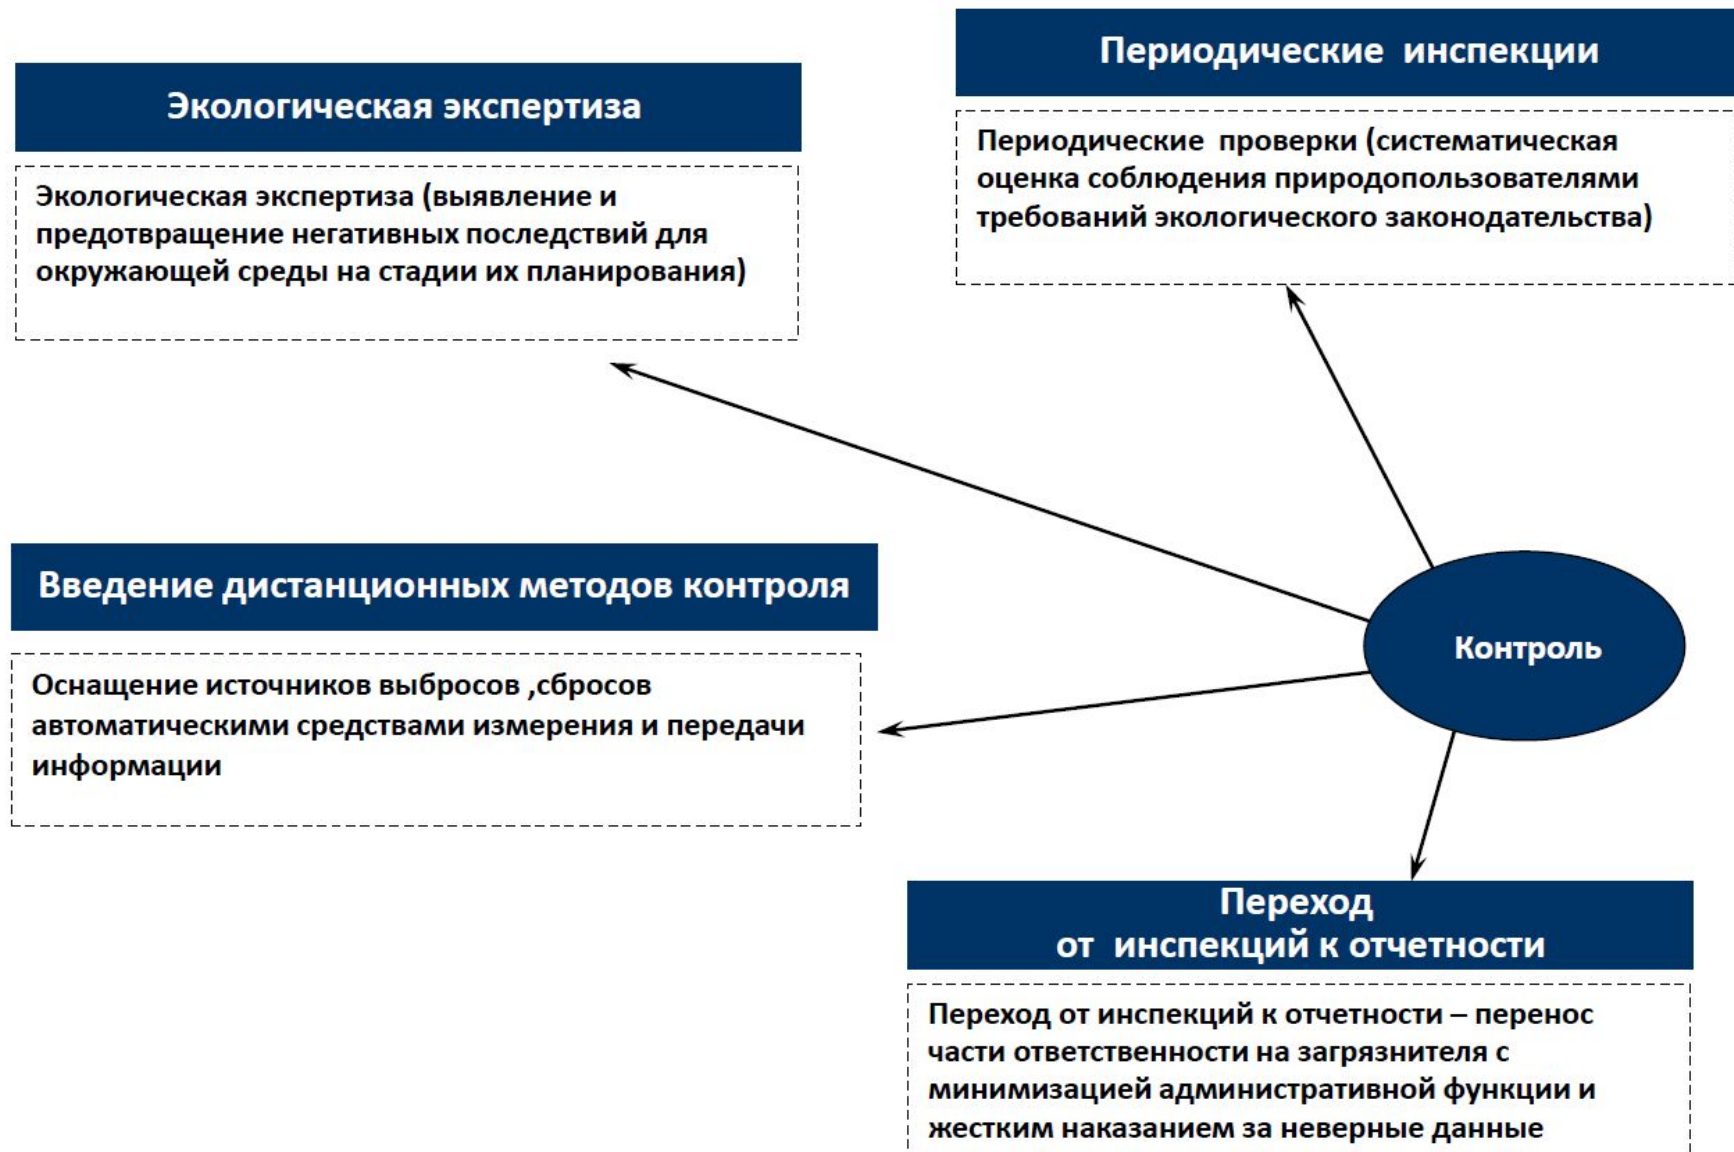 Экологическая экспертиза
Экологическая экспертиза (выявление и
предотвращение негативных последствий для
окружающей среды на стадии их планирования)
Периодические инспекции
Периодические проверки (систематическая
оценка соблюдения природопользователями
требований экологического законодательства)
Введение дистанционных методов контроля
Оснащение источников выбросов ,сбросов
автоматическими средствами измерения и передачи
информации
Контроль
Переход
от инспекций к отчетности
Переход от инспекций к отчетности – перенос
части ответственности на загрязнителя с
минимизацией административной функции и
жестким наказанием за неверные данные